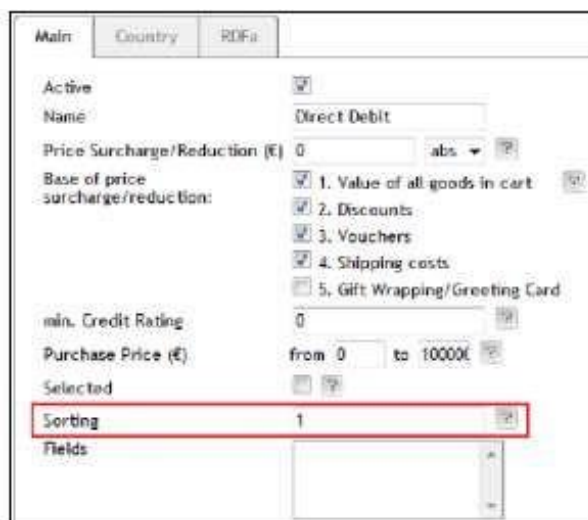 Main Country RDFa
Active
Name Direct Debit
Price Surcharge/Reduction (€) 0 abs ?
Base of price 1. Value of all goods in cart ?
surcharge/reduction:
2. Discounts
3. Vouchers
4. Shipping costs
5. Gift Wrapping/Greeting Card
min. Credit Rating 0 ?
Purchase Price (€) from 0 to 10000 ?
Selected ?
Sorting 1 ?
Fields